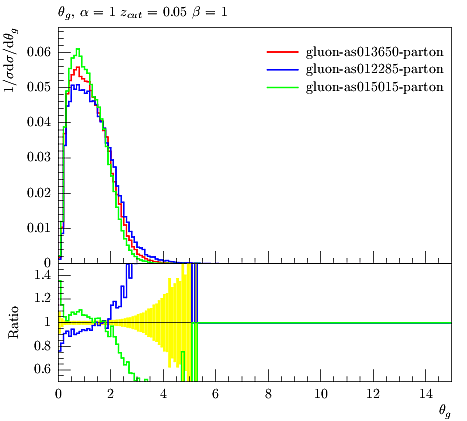 θg, α = 1 zcut = 0.05 β = 1
1/σdσ/dθg
gluon-as013650-parton
gluon-as012285-parton
gluon-as015015-parton
0.06
0.05
0.04
0.03
0.02
0.01
0
Ratio
1.4
1.2
1
0.8
0.6
0 2 4 6 8 10 12 14
θg